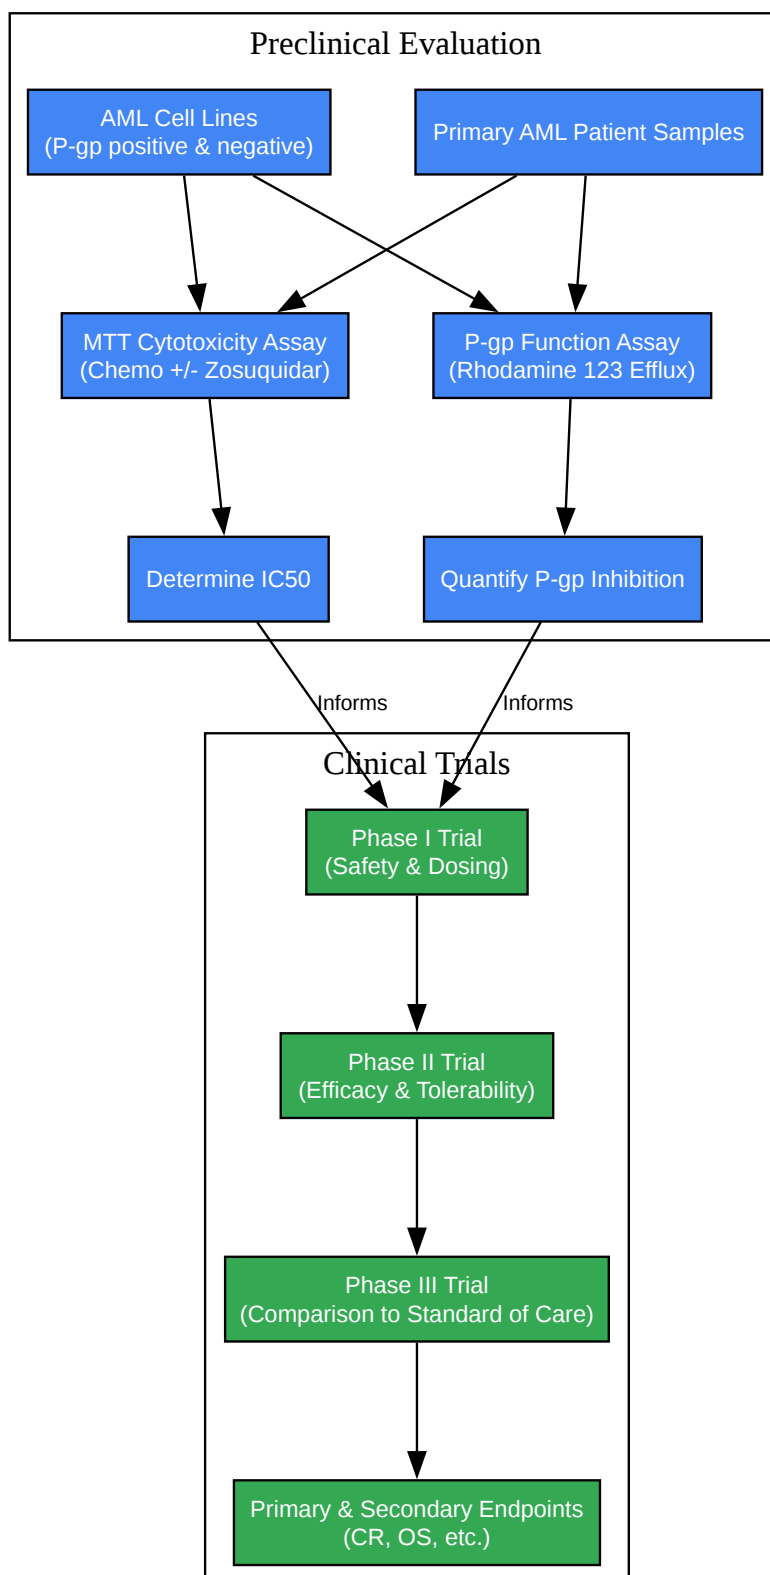 Preclinical Evaluation
AML Cell Lines
(P-gp positive & negative)
Primary AML Patient Samples
MTT Cytotoxicity Assay
(Chemo +/- Zosuquidar)
P-gp Function Assay
(Rhodamine 123 Efflux)
Determine IC50
Quantify P-gp Inhibition
Informs
Informs
Clinical Trials
Phase I Trial
(Safety & Dosing)
Phase II Trial
(Efficacy & Tolerability)
Phase III Trial
(Comparison to Standard of Care)
Primary & Secondary Endpoints
(CR, OS, etc.)